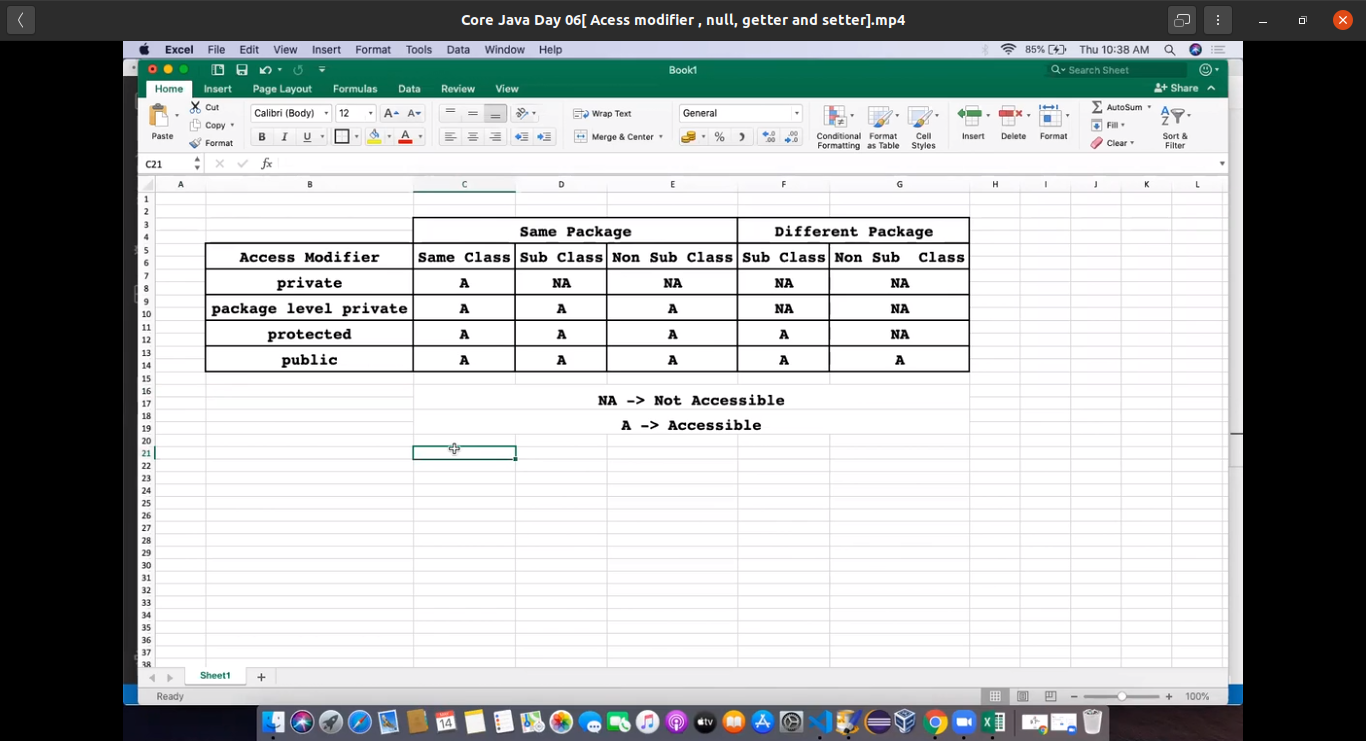 Core Java Day 06[ Acess modifier , null, getter and setter].mp4
Excel File Edit View Insert Format Tools Data Window Help 85% Thu 10:38 AM
Book1 Search Sheet
Home Insert Page Layout Formulas Data Review View Share
Paste Cut Copy Format Calibri (Body) 12 A A Wrap Text General Conditional Formatting Format as Table Cell Styles Insert Delete Format AutoSum Fill Clear Sort & Filter
B I U A Merge & Center %
C21 fx
A B C D E F G H I J K L
1
2
3
Same Package Different Package
4
5
Access Modifier Same Class Sub Class Non Sub Class Sub Class Non Sub Class
6
7
private A NA NA NA NA
8
9
package level private A A A NA NA
10
11
protected A A A A NA
12
13
public A A A A A
14
15
16
NA -> Not Accessible
17
18
A -> Accessible
19
20
21
22
23
24
25
26
27
28
29
30
31
32
33
34
35
36
37
38
Sheet1 +
Ready 100%
14 tv